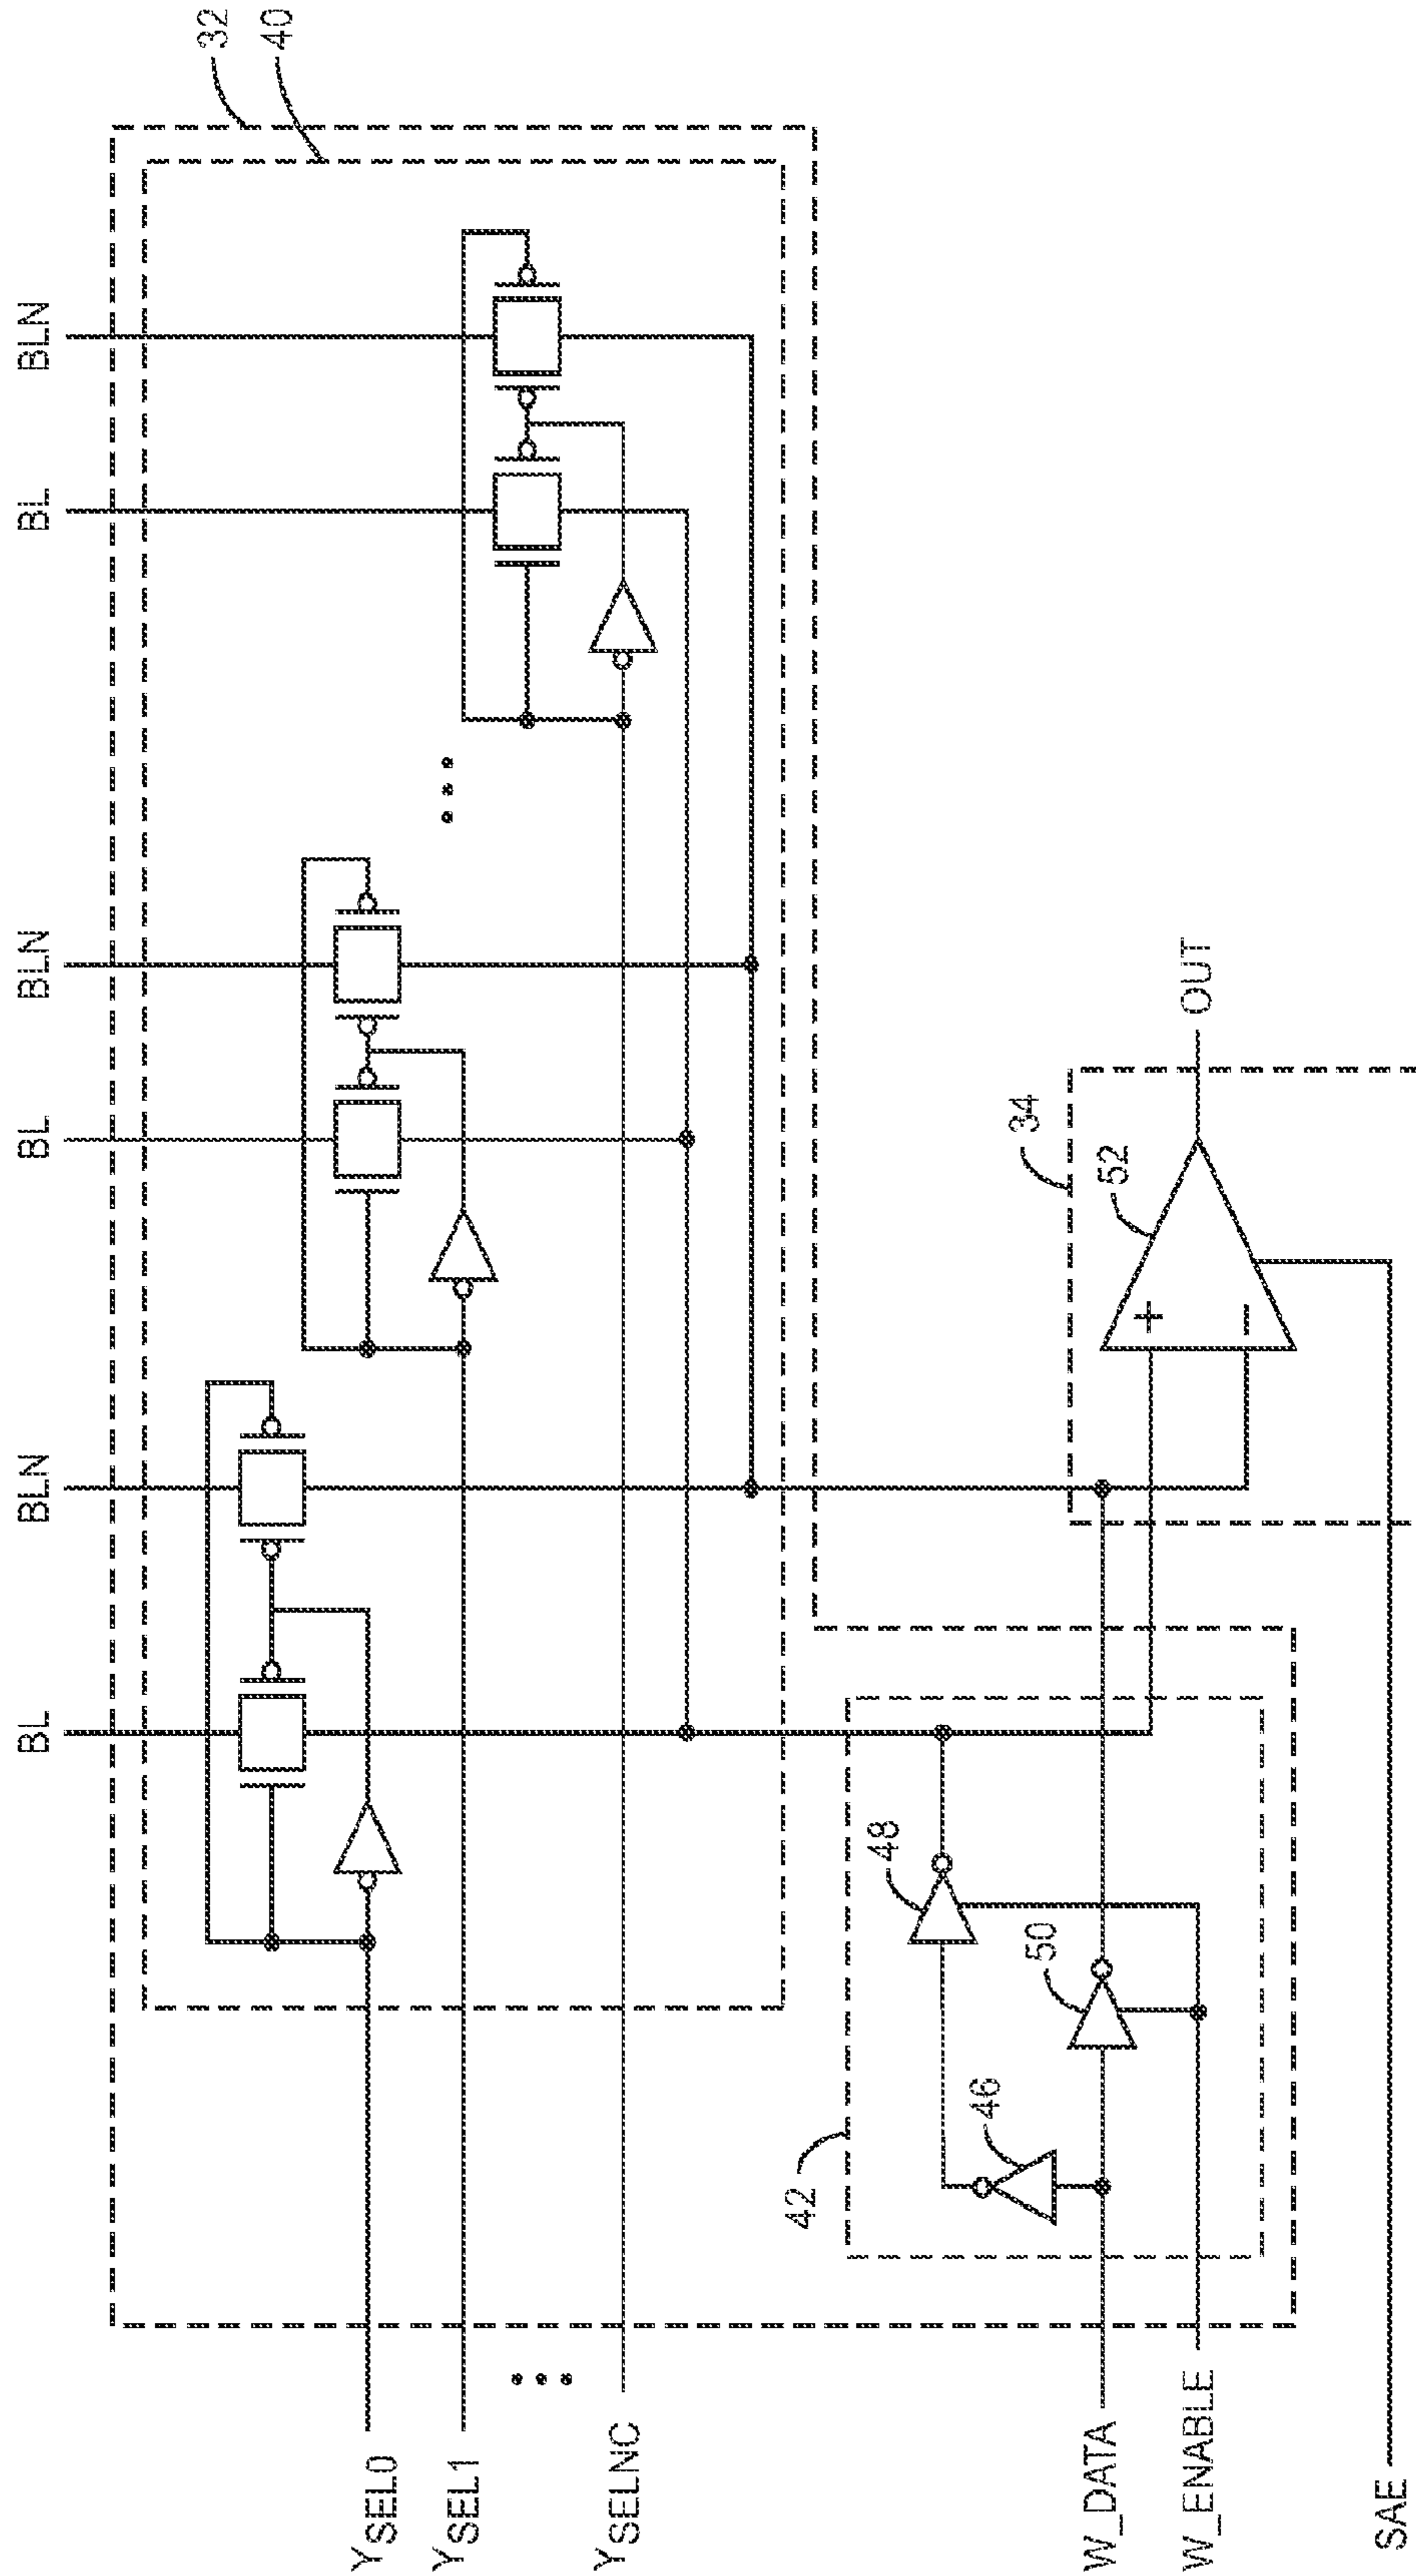 BL
BLN
BL
BLN
BL
BLN
32
40
YSEL0
YSEL1
YSELNC
42
46
48
50
W_DATA
W_ENABLE
SAE
34
52
+
−
OUT